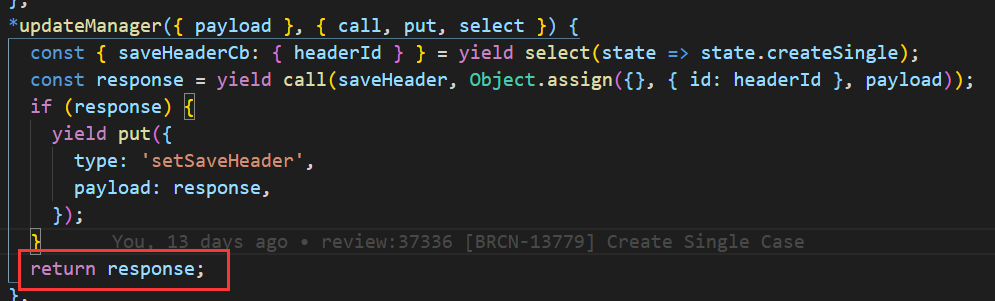 },
*updateManager({ payload }, { call, put, select }) {
const { saveHeaderCb: { headerId } } = yield select(state => state.createSingle);
const response = yield call(saveHeader, Object.assign({}, { id: headerId }, payload));
if (response) {
yield put({
type: 'setSaveHeader',
payload: response,
});
} You, 13 days ago • review:37336 [BRCN-13779] Create Single Case
return response;
},